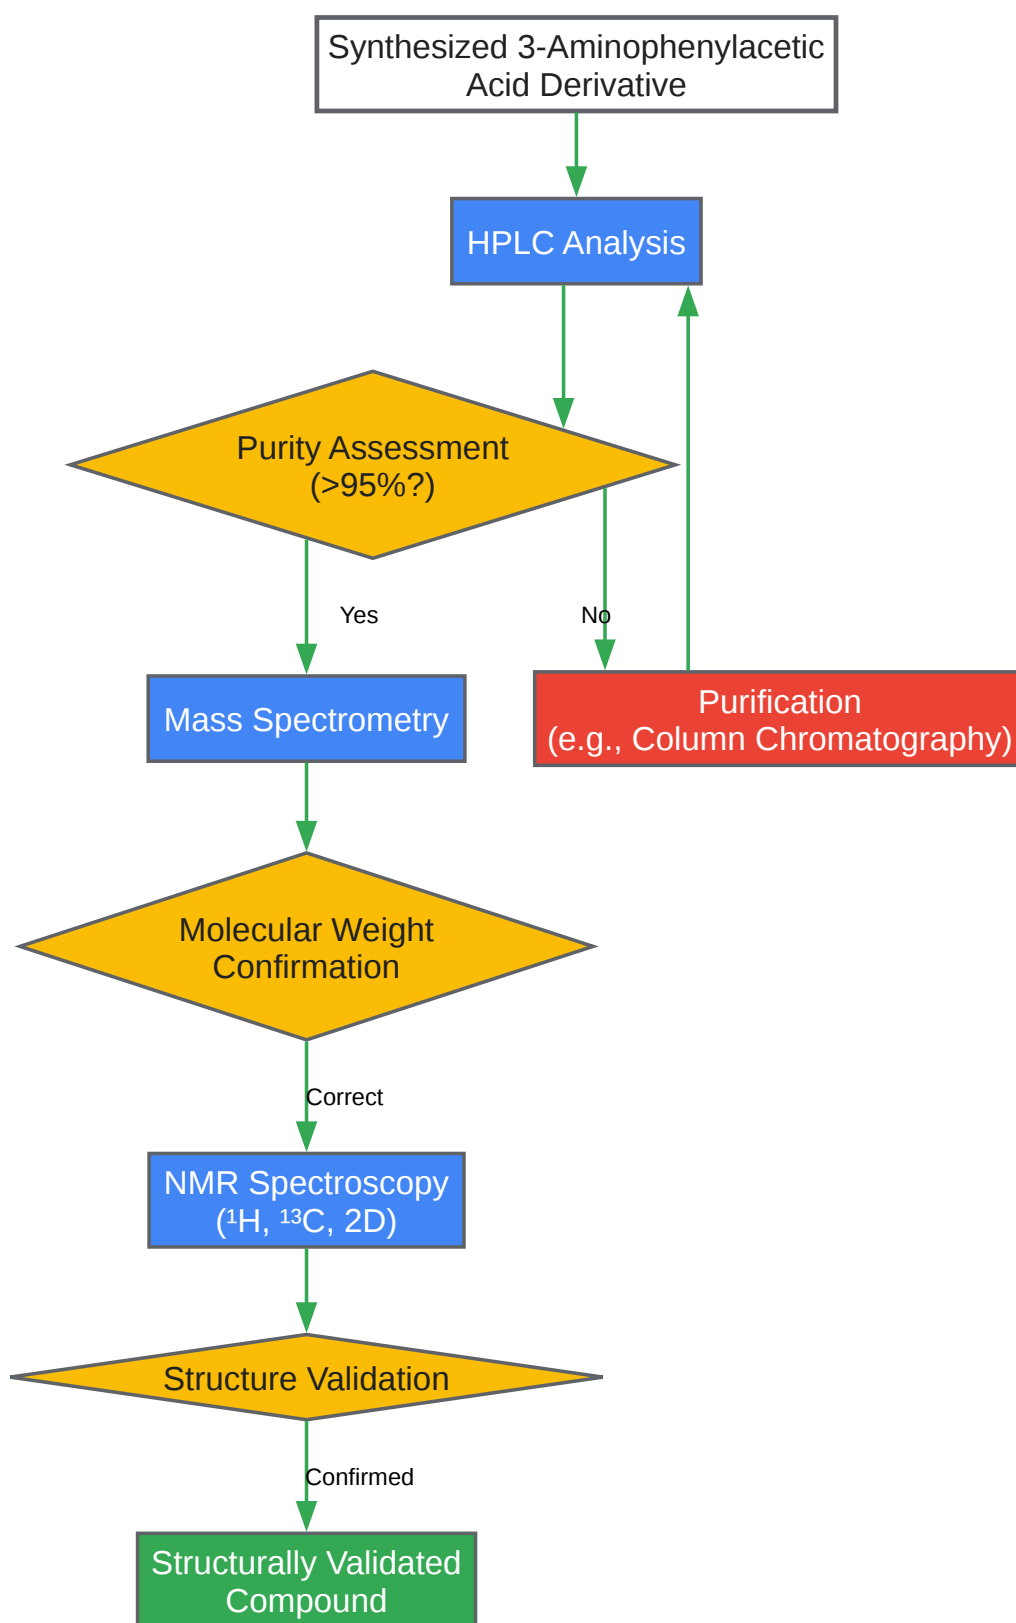 Synthesized 3-Aminophenylacetic
Acid Derivative
HPLC Analysis
Purity Assessment
(>95%?)
Yes
No
Mass Spectrometry
Purification
(e.g., Column Chromatography)
Molecular Weight
Confirmation
Correct
NMR Spectroscopy
(¹H, ¹³C, 2D)
Structure Validation
Confirmed
Structurally Validated
Compound